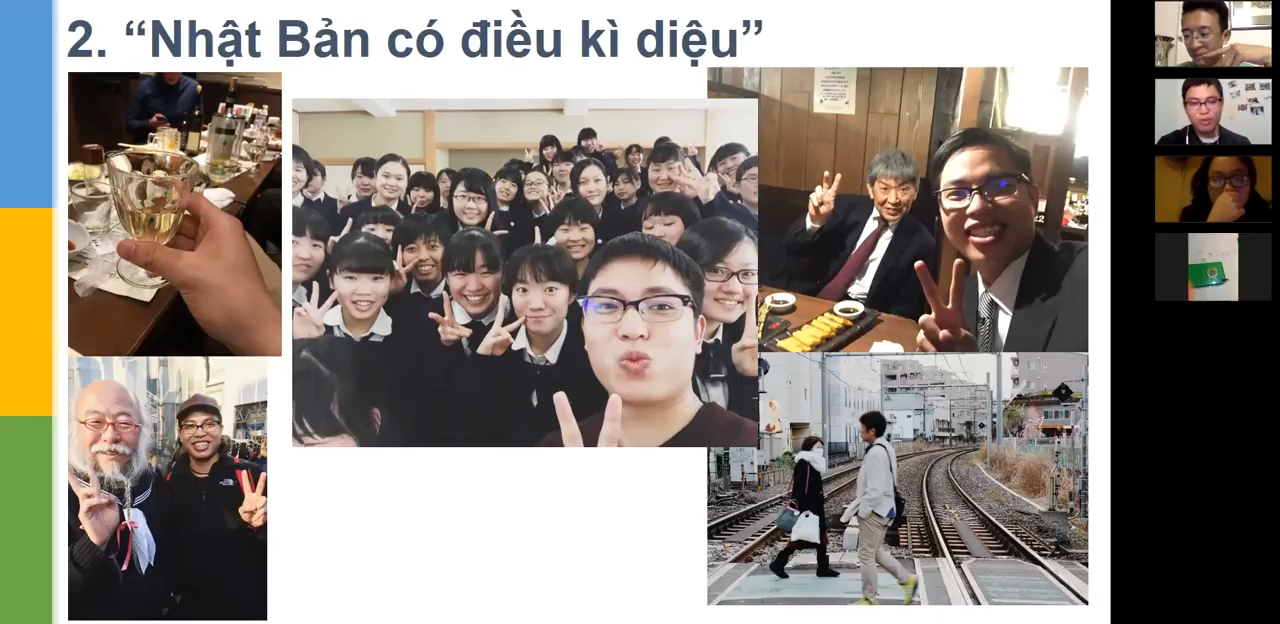 2. “Nhật Bản có điều kì diệu”